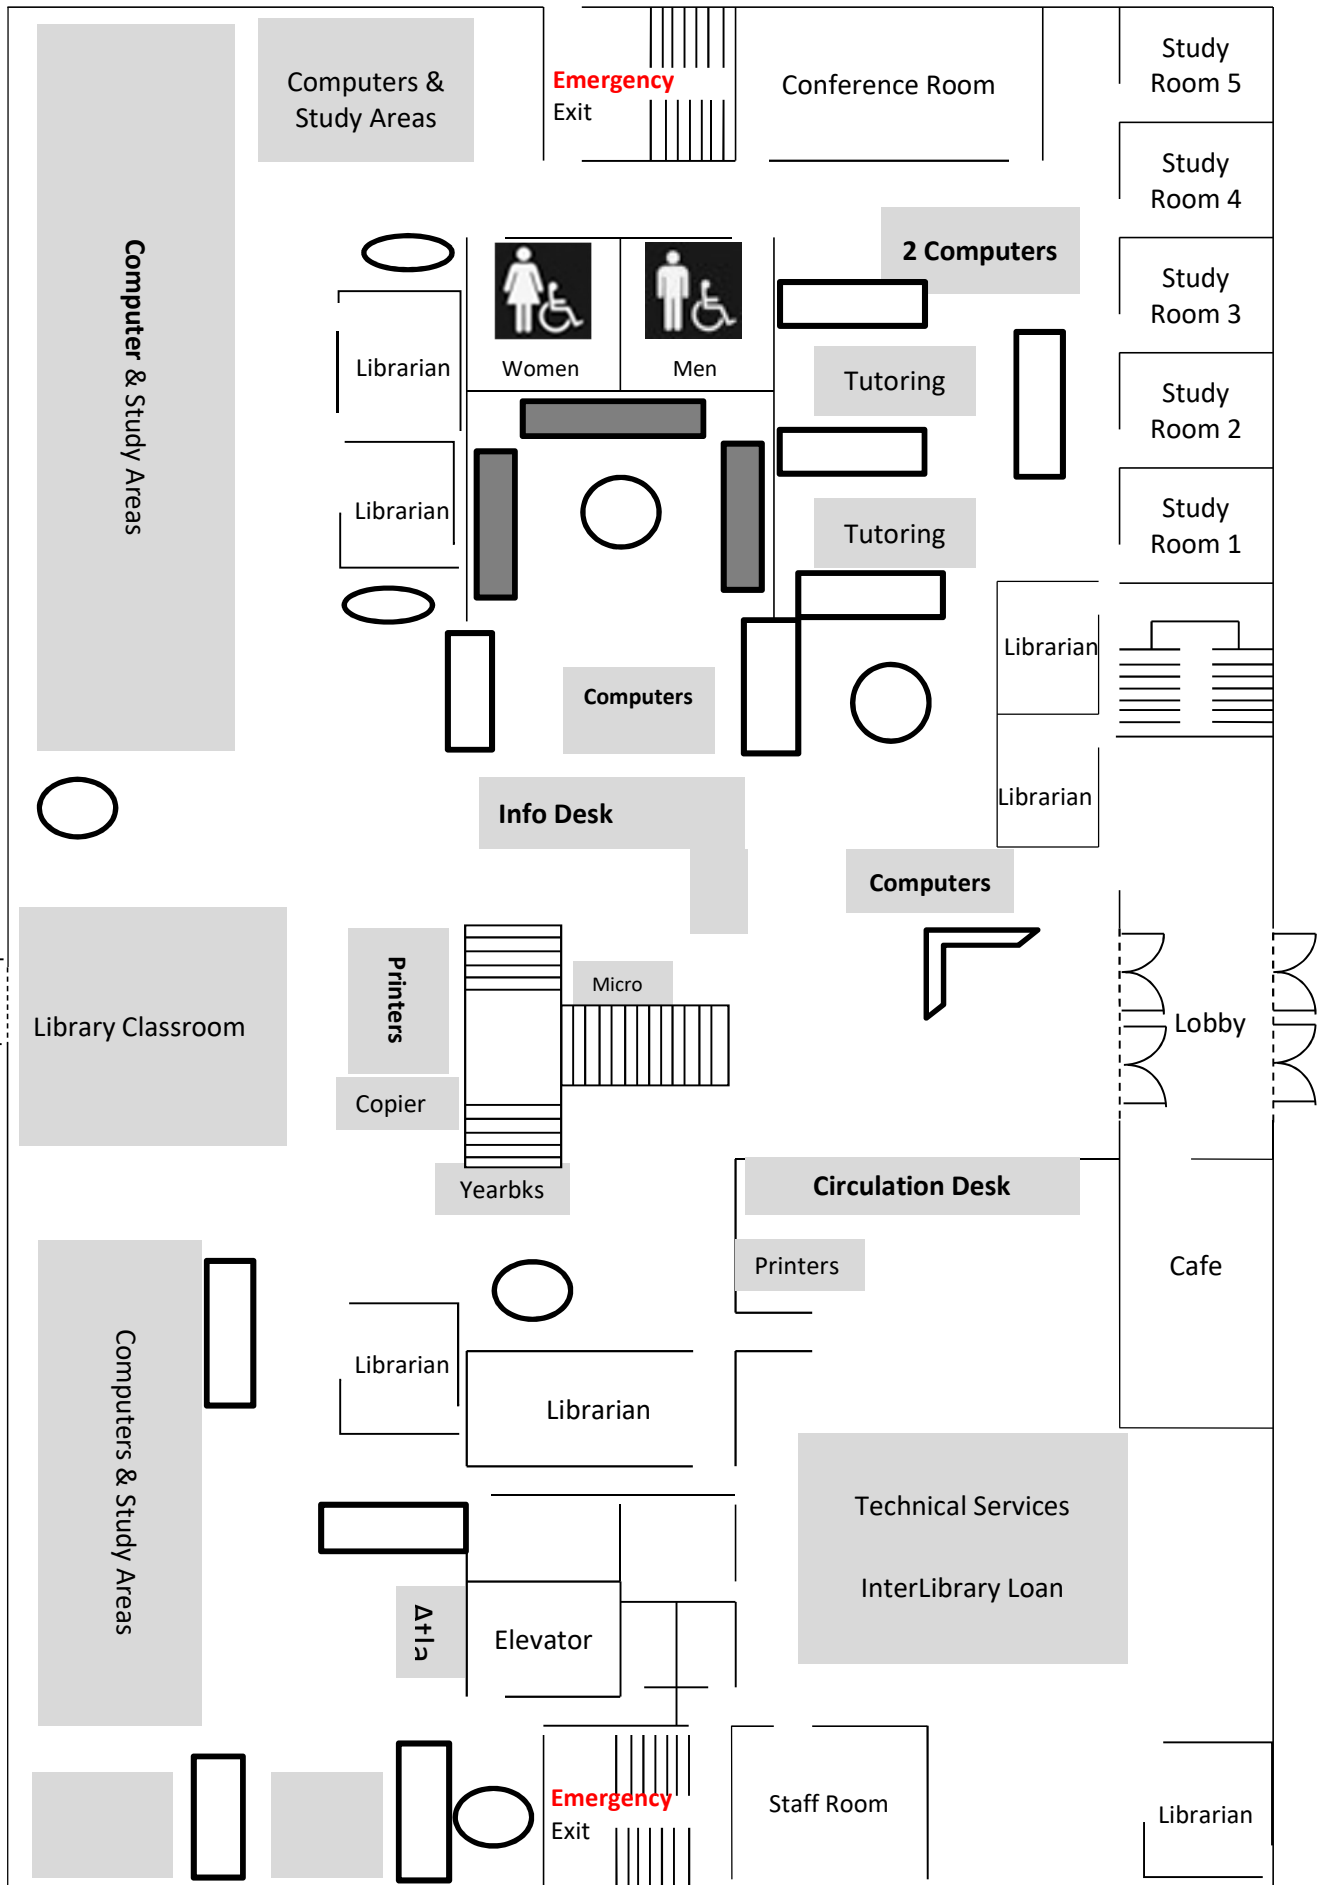 Computers &
Study Areas
Emergency
Exit
Conference Room
Study
Room 5
Study
Room 4
2 Computers
Computer & Study Areas
Study
Room 3
Librarian
Women
Men
Tutoring
Study
Room 2
Librarian
Tutoring
Study
Room 1
Librarian
Computers
Librarian
Info Desk
Computers
Printers
Micro
Library Classroom
Lobby
Copier
Yearbks
Circulation Desk
Printers
Cafe
Computers & Study Areas
Librarian
Librarian
Technical Services
InterLibrary Loan
Atla
Elevator
Emergency
Exit
Staff Room
Librarian